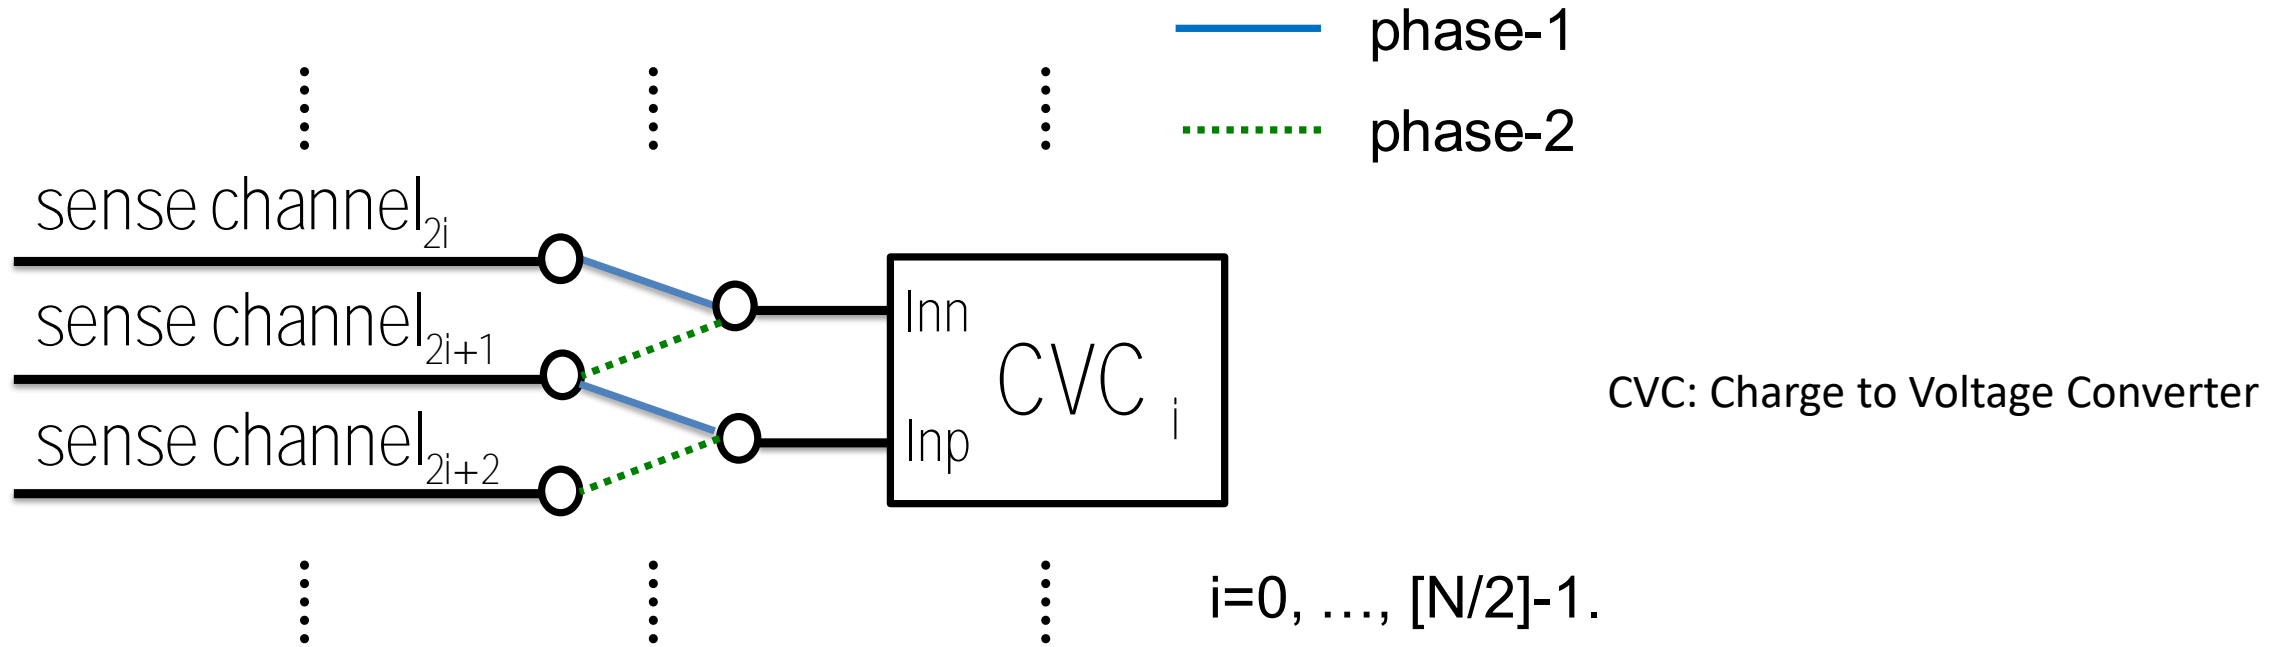 phase-1
phase-2
sense channel2i
sense channel2i+1
sense channel2i+2
Inn
CVC i
Inp
CVC: Charge to Voltage Converter
i=0, …, [N/2]-1.